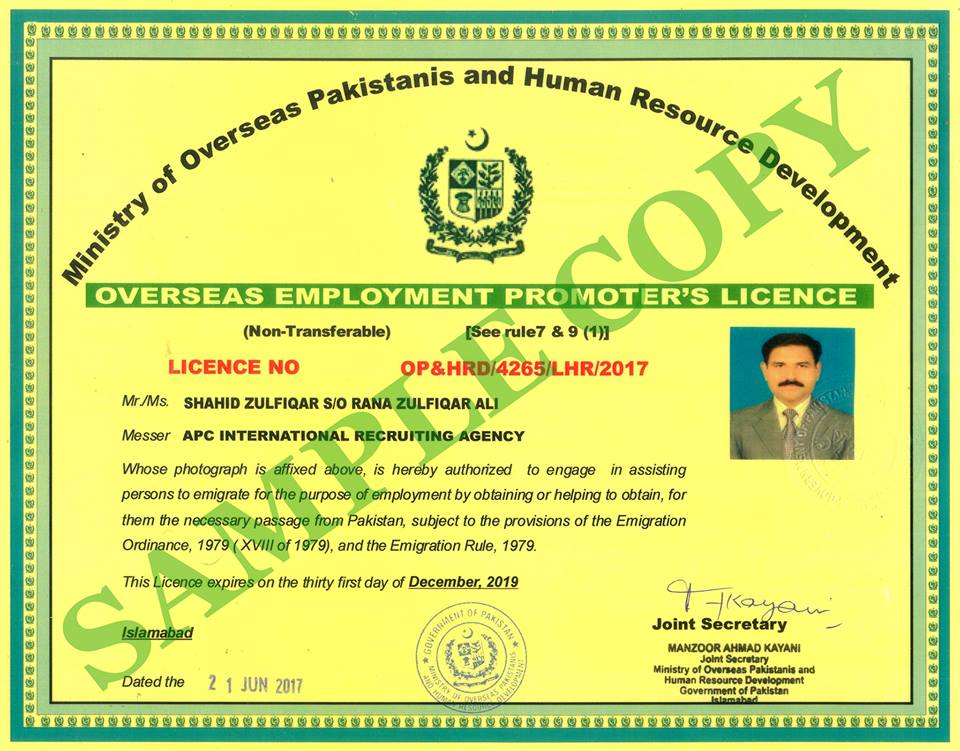 Ministry of Overseas Pakistanis and Human Resource Development
OVERSEAS EMPLOYMENT PROMOTER'S LICENCE
(Non-Transferable) [See rule7 & 9 (1)]
LICENCE NO OP&HRD/4265/LHR/2017
Mr./Ms. SHAHID ZULFIQAR S/O RANA ZULFIQAR ALI
Messer APC INTERNATIONAL RECRUITING AGENCY
Whose photograph is affixed above, is hereby authorized to engage in assisting
persons to emigrate for the purpose of employment by obtaining or helping to obtain, for
them the necessary passage from Pakistan, subject to the provisions of the Emigration
Ordinance, 1979 ( XVIII of 1979), and the Emigration Rule, 1979.
This Licence expires on the thirty first day of December, 2019
Islamabad
Dated the 21 JUN 2017
GOVERNMENT OF PAKISTAN
MINISTRY OF OVERSEAS PAKISTANIS
AND HUMAN RESOURCE DEVELOPMENT
Joint Secretary
MANZOOR AHMAD KAYANI
Joint Secretary
Ministry of Overseas Pakistanis and
Human Resource Development
Government of Pakistan
Islamabad
SAMPLE COPY